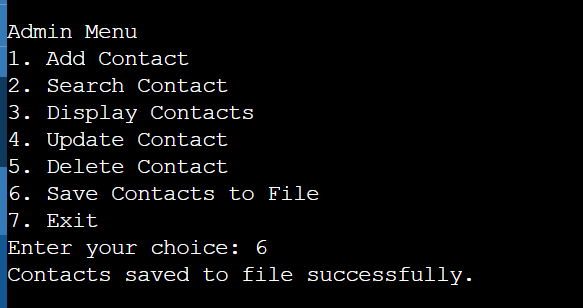 Admin Menu
1. Add Contact
2. Search Contact
3. Display Contacts
4. Update Contact
5. Delete Contact
6. Save Contacts to File
7. Exit
Enter your choice: 6
Contacts saved to file successfully.